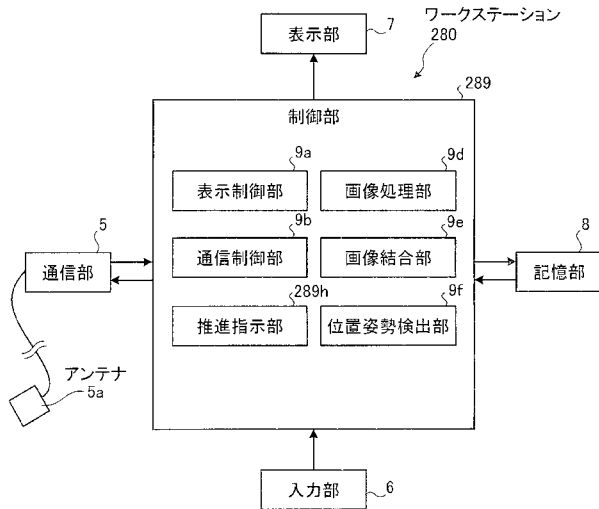 ワークステーション
280
表示部
7
289
制御部
9a
表示制御部
9d
画像処理部
9b
通信制御部
9e
画像結合部
289h
推進指示部
9f
位置姿勢検出部
5
通信部
8
記憶部
アンテナ
5a
入力部
6